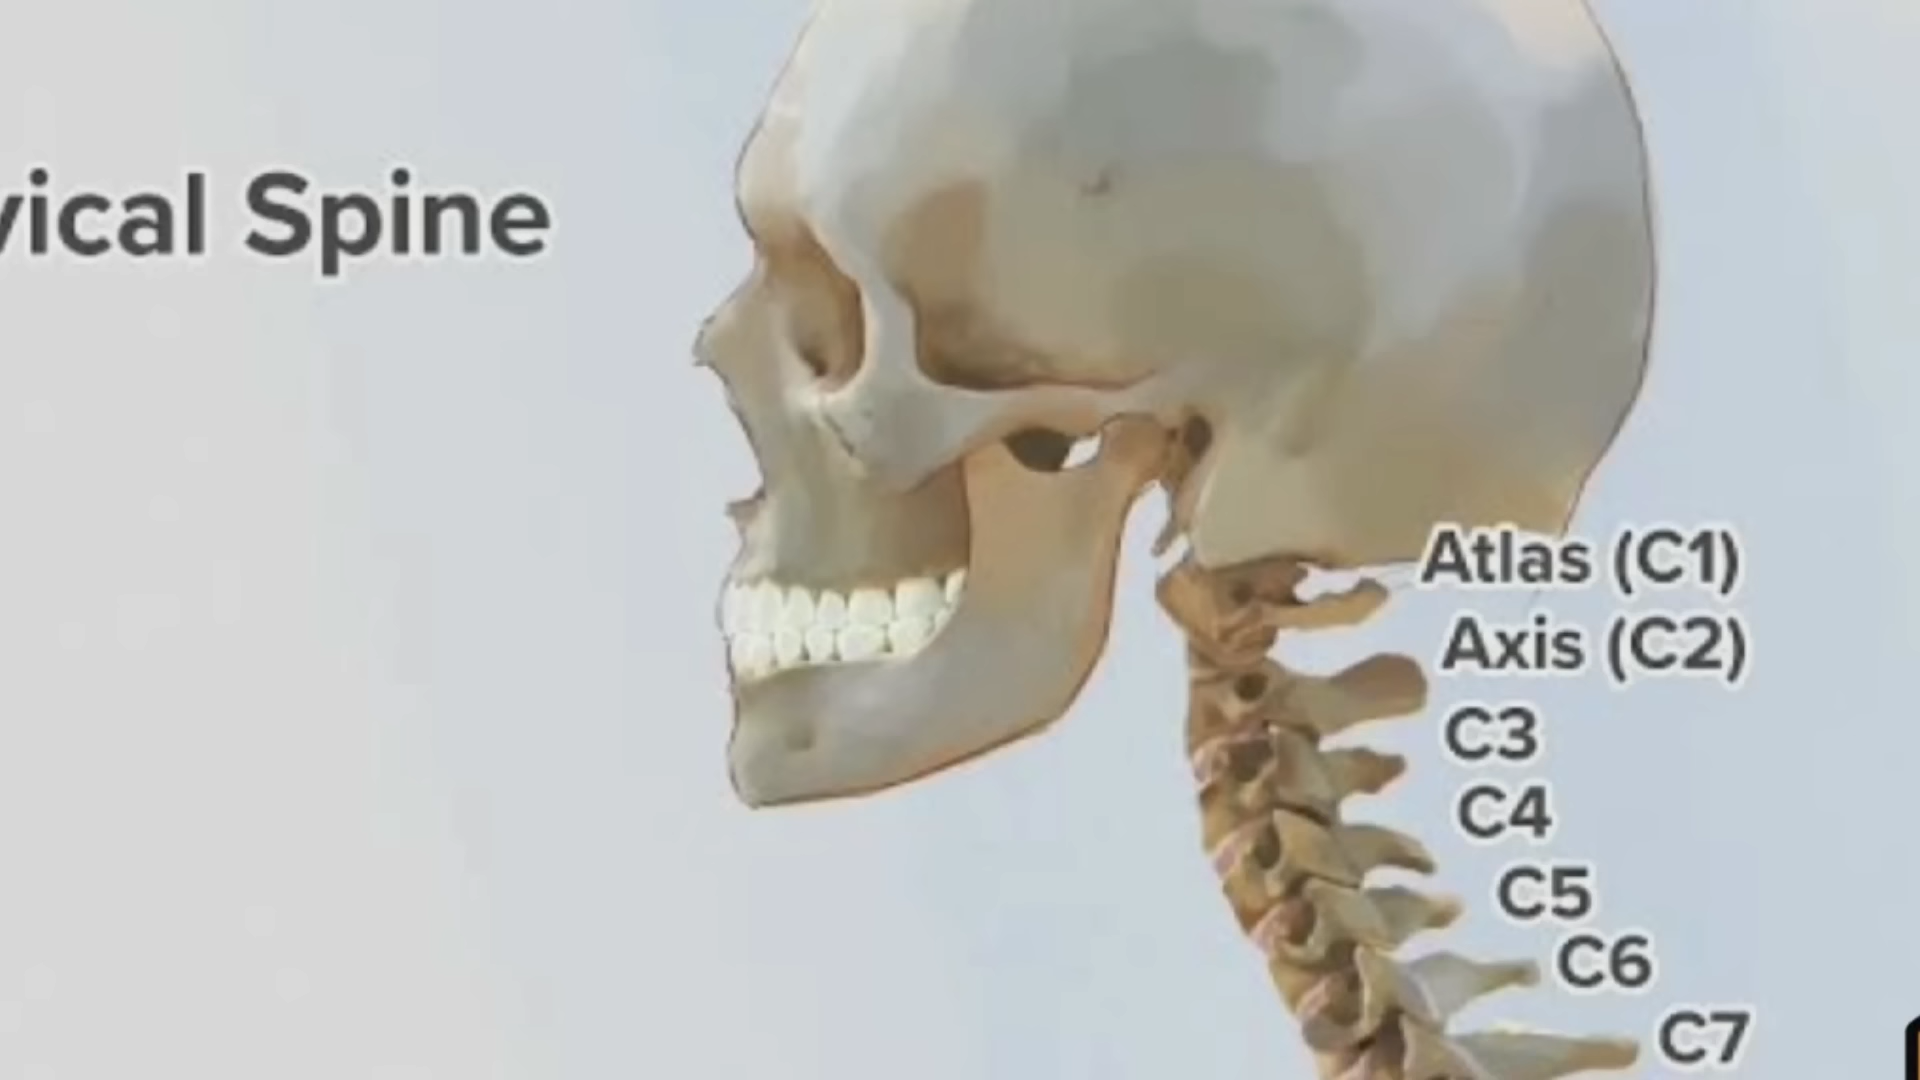 vical Spine
Atlas (C1)
Axis (C2)
C3
C4
C5
C6
C7